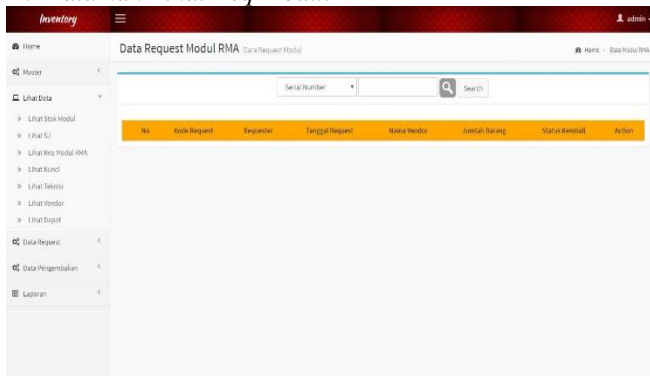 Inventory
admin
Home
Data Request Modul RMA Data Request Modul
Home > Data Modul RMA
Master
Serial Number
Search
Lihat Data
Lihat Stok Modul
Lihat SJ
Lihat Req Modul RMA
Lihat Kunci
Lihat Teknisi
Lihat Vendor
Lihat Dapot
No Kode Request Requester Tanggal Request Nama Vendor Jumlah Barang Status Kembali Action
Data Request
Data Pengembalian
Laporan